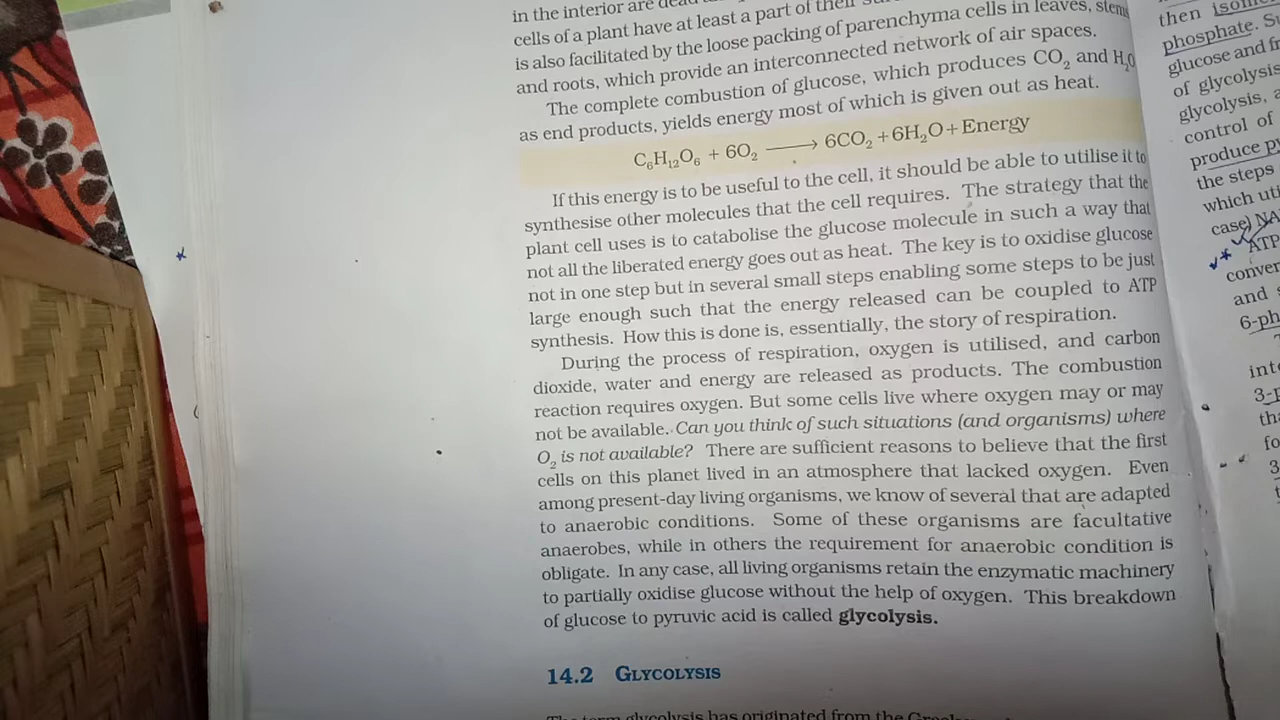 in the interior are dead
cells of a plant have at least a part of their
is also facilitated by the loose packing of parenchyma cells in leaves, stems
and roots, which provide an interconnected network of air spaces.
The complete combustion of glucose, which produces CO₂ and H₂O
as end products, yields energy most of which is given out as heat.
C₆H₁₂O₆ + 6O₂ ⟶ 6CO₂ + 6H₂O + Energy
If this energy is to be useful to the cell, it should be able to utilise it to
synthesise other molecules that the cell requires. The strategy that the
plant cell uses is to catabolise the glucose molecule in such a way that
not all the liberated energy goes out as heat. The key is to oxidise glucose
not in one step but in several small steps enabling some steps to be just
large enough such that the energy released can be coupled to ATP
synthesis. How this is done is, essentially, the story of respiration.
During the process of respiration, oxygen is utilised, and carbon
dioxide, water and energy are released as products. The combustion
reaction requires oxygen. But some cells live where oxygen may or may
not be available. Can you think of such situations (and organisms) where
O₂ is not available? There are sufficient reasons to believe that the first
cells on this planet lived in an atmosphere that lacked oxygen. Even
among present-day living organisms, we know of several that are adapted
to anaerobic conditions. Some of these organisms are facultative
anaerobes, while in others the requirement for anaerobic condition is
obligate. In any case, all living organisms retain the enzymatic machinery
to partially oxidise glucose without the help of oxygen. This breakdown
of glucose to pyruvic acid is called glycolysis.
14.2 GLYCOLYSIS
The term glycolysis has originated from the Greek
then
phosphate.
glucose and
of glycolysis
glycolysis,
control of
produce
the steps
which
case)
ATP
and
6-ph
3-p